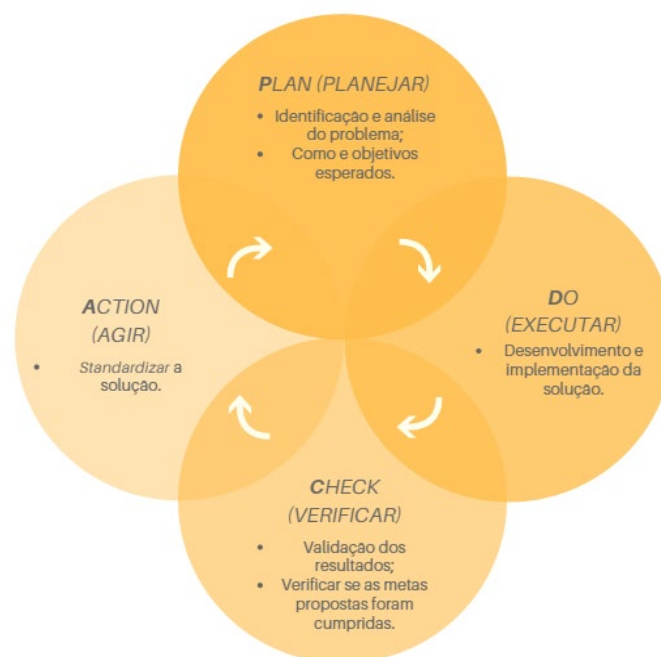 PLAN (PLANEJAR)
• Identificação e análise
do problema;
• Como e objetivos
esperados.
DO
(EXECUTAR)
• Desenvolvimento e
implementação da
solução.
CHECK
(VERIFICAR)
• Validação dos
resultados;
• Verificar se as metas
propostas foram
cumpridas.
ACTION
(AGIR)
• Standardizar a
solução.